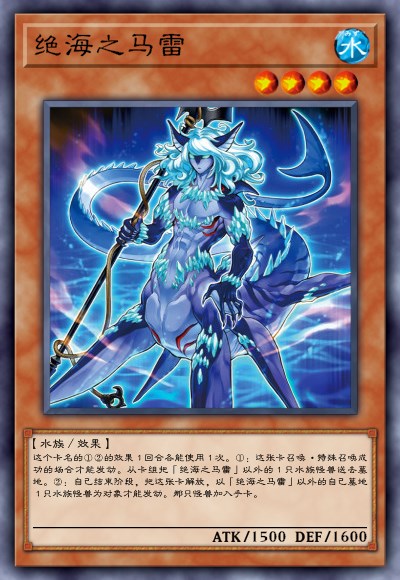 绝海之马雷
水
【水族／效果】
这个卡名的①②的效果1回合各能使用1次。①：这张卡召唤·特殊召唤成
功的场合才能发动。从卡组把「绝海之马雷」以外的1只水族怪兽送去墓
地。②：自己结束阶段，把这张卡解放，以「绝海之马雷」以外的自己墓地
1只水族怪兽为对象才能发动。那只怪兽加入手卡。
ATK/1500 DEF/1600